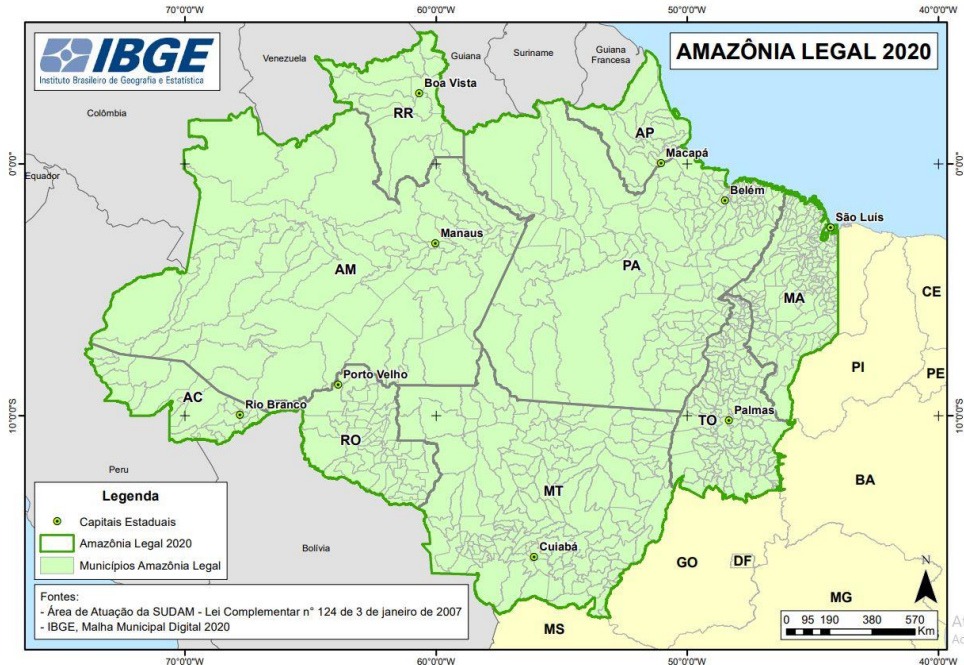 70°0'0"W
60°0'0"W
50°0'0"W
40°0'0"W
IBGE
Instituto Brasileiro de Geografia e Estatística
AMAZÔNIA LEGAL 2020
Venezuela
Guiana
Suriname
Guiana
Francesa
Colômbia
Boa Vista
RR
AP
Macapá
0°0'0"
0°0'0"
Equador
Belém
São Luís
Manaus
AM
PA
MA
CE
PI
PE
Porto Velho
AC
Rio Branco
RO
TO
Palmas
10°0'0"S
10°0'0"S
Peru
BA
MT
Legenda
Capitais Estaduais
Amazônia Legal 2020
Municípios Amazônia Legal
Bolívia
Cuiabá
GO
DF
N
MG
MS
Fontes:
- Área de Atuação da SUDAM - Lei Complementar n° 124 de 3 de janeiro de 2007
- IBGE, Malha Municipal Digital 2020
0 95 190 380 570
Km
70°0'0"W
60°0'0"W
50°0'0"W
40°0'0"W